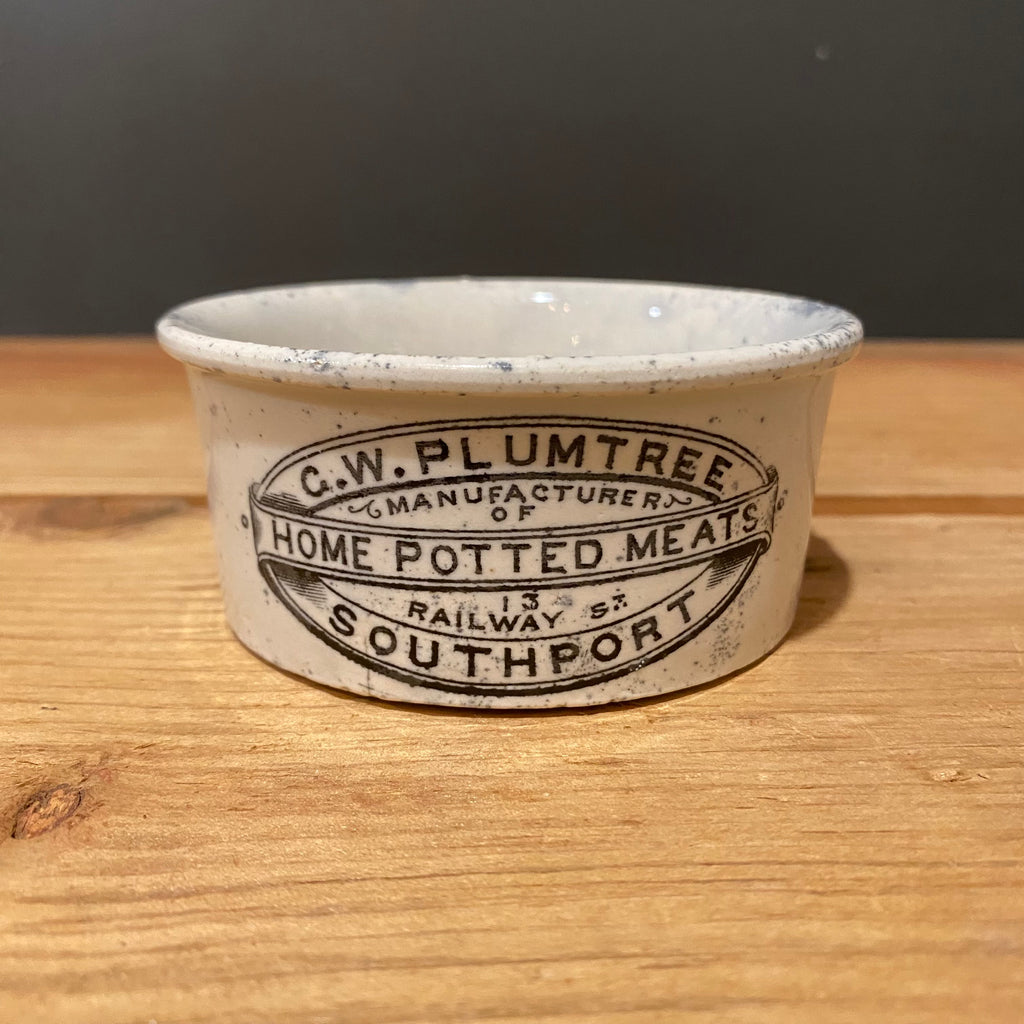 G.W. PLUMTREE
MANUFACTURER
OF
HOME POTTED MEATS
13
RAILWAY ST.
SOUTHPORT